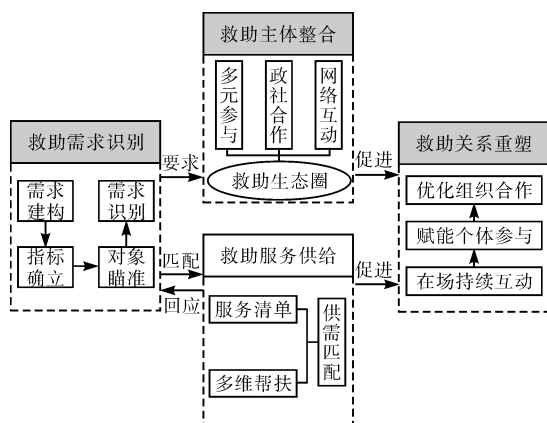 救助主体整合
多元参与
政社合作
网络互动
救助生态圈
救助需求识别
需求
建构
需求
识别
指标
确立
对象
瞄准
要求
匹配
回应
救助服务供给
服务清单
多维帮扶
供需匹配
促进
促进
救助关系重塑
优化组织合作
赋能个体参与
在场持续互动